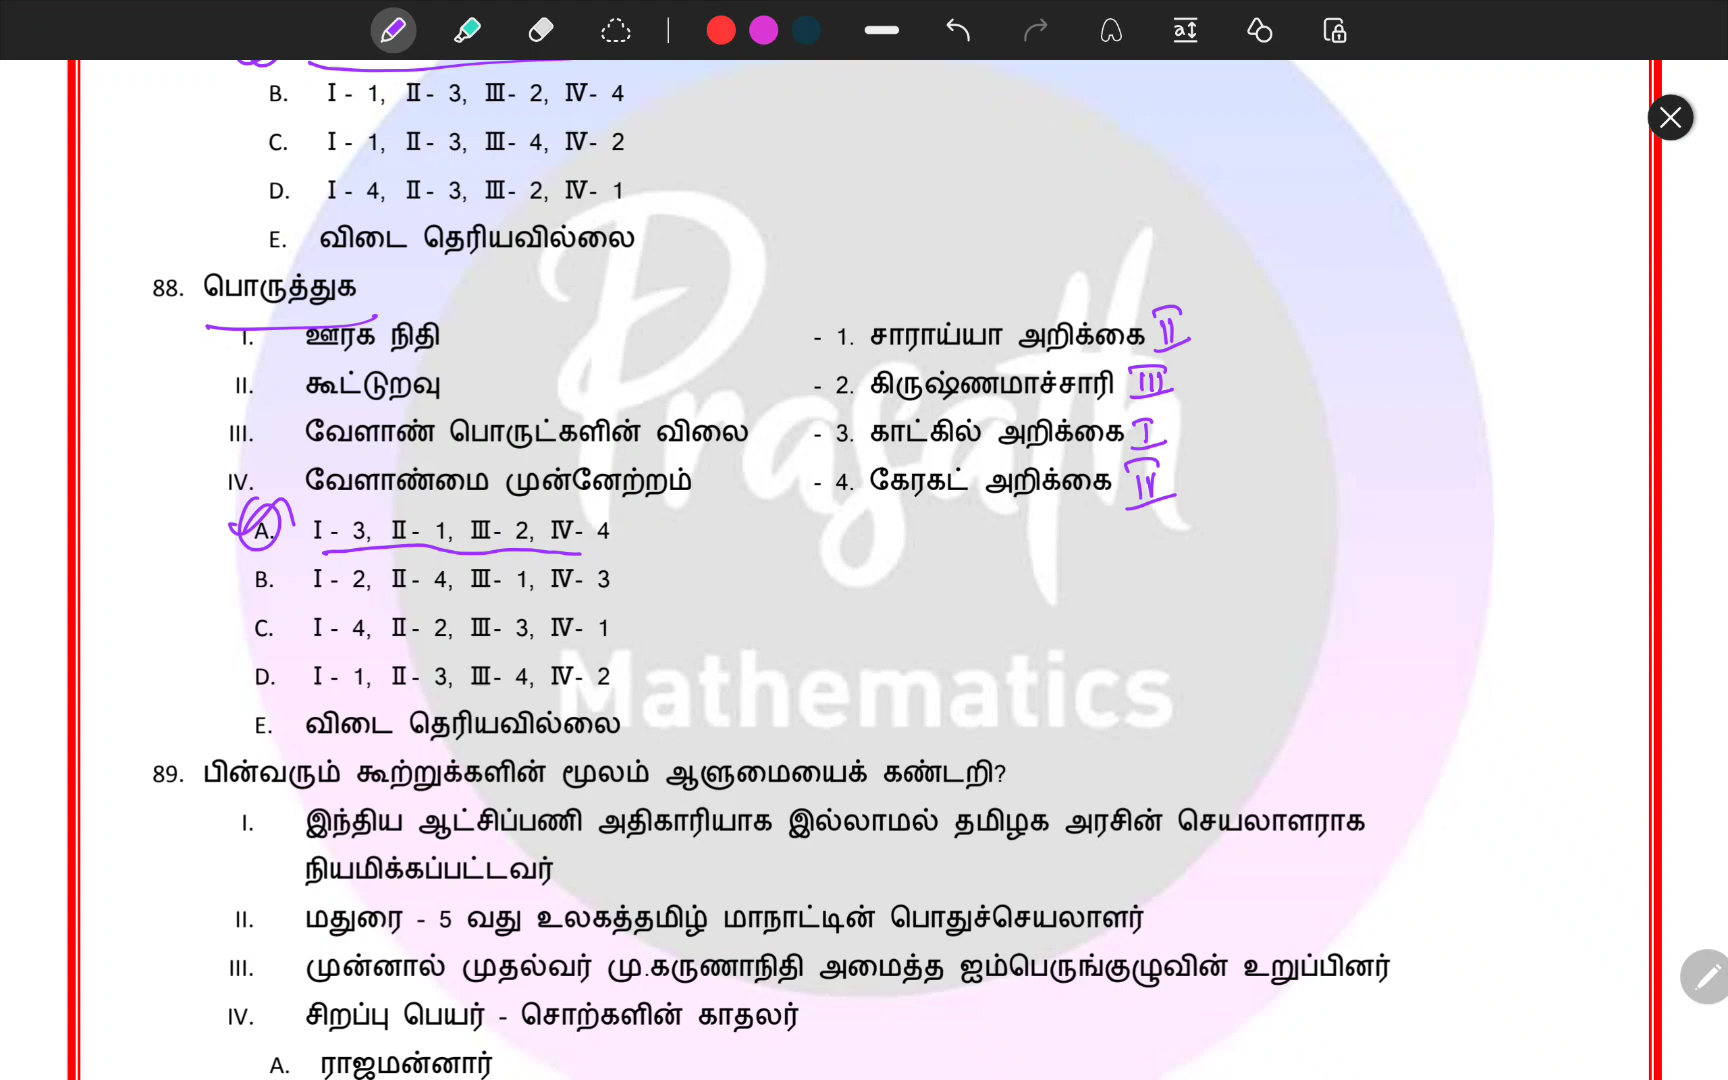 B. I - 1, II - 3, III - 2, IV - 4
C. I - 1, II - 3, III - 4, IV - 2
D. I - 4, II - 3, III - 2, IV - 1
E. விடை தெரியவில்லை
88. பொருத்துக
I. ஊரக நிதி - 1. சாராய்யா அறிக்கை II
II. கூட்டுறவு - 2. கிருஷ்ணமாச்சாரி III
III. வேளாண் பொருட்களின் விலை - 3. காட்கில் அறிக்கை I
IV. வேளாண்மை முன்னேற்றம் - 4. கேரகட் அறிக்கை IV
A. I - 3, II - 1, III - 2, IV - 4
B. I - 2, II - 4, III - 1, IV - 3
C. I - 4, II - 2, III - 3, IV - 1
D. I - 1, II - 3, III - 4, IV - 2
E. விடை தெரியவில்லை
89. பின்வரும் கூற்றுக்களின் மூலம் ஆளுமையைக் கண்டறி?
I. இந்திய ஆட்சிப்பணி அதிகாரியாக இல்லாமல் தமிழக அரசின் செயலாளராக
நியமிக்கப்பட்டவர்
II. மதுரை - 5 வது உலகத்தமிழ் மாநாட்டின் பொதுச்செயலாளர்
III. முன்னால் முதல்வர் மு.கருணாநிதி அமைத்த ஐம்பெருங்குழுவின் உறுப்பினர்
IV. சிறப்பு பெயர் - சொற்களின் காதலர்
A. ராஜமன்னார்
Prasath
Mathematics